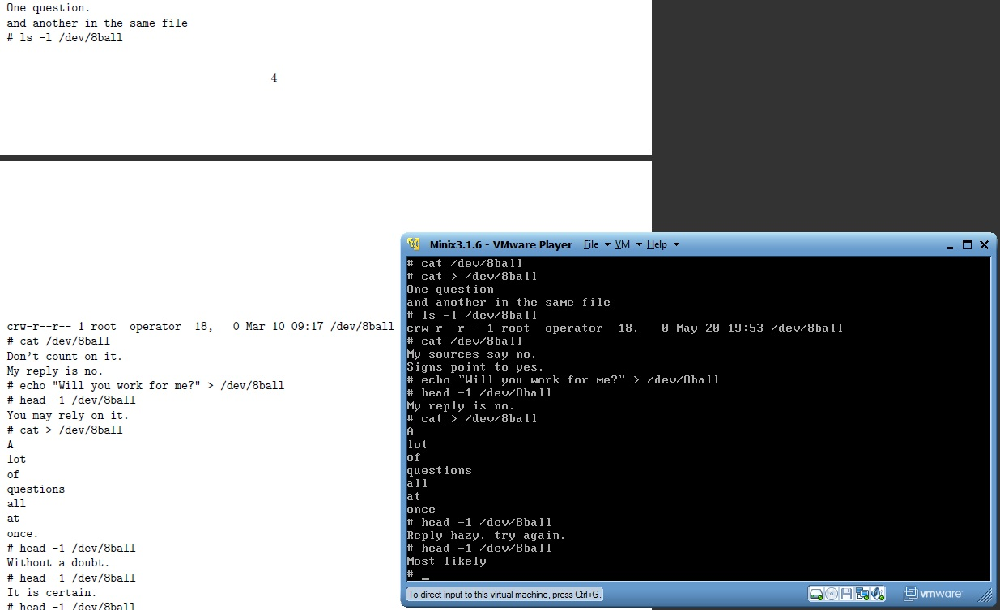 One question.
and another in the same file
# ls -l /dev/8ball
4
crw-r--r-- 1 root  operator  18,   0 Mar 10 09:17 /dev/8ball
# cat /dev/8ball
Don't count on it.
My reply is no.
# echo "Will you work for me?" > /dev/8ball
# head -1 /dev/8ball
You may rely on it.
# cat > /dev/8ball
A
lot
of
questions
all
at
once.
# head -1 /dev/8ball
Without a doubt.
# head -1 /dev/8ball
It is certain.
# head -1 /dev/8ball
Minix3.1.6 - VMware Player File VM Help
# cat /dev/8ball
# cat > /dev/8ball
One question
and another in the same file
# ls -l /dev/8ball
crw-r--r-- 1 root  operator  18,   0 May 20 19:53 /dev/8ball
# cat /dev/8ball
My sources say no.
Signs point to yes.
# echo "Will you work for me?" > /dev/8ball
# head -1 /dev/8ball
My reply is no.
# cat > /dev/8ball
A
lot
of
questions
all
at
once
# head -1 /dev/8ball
Reply hazy, try again.
# head -1 /dev/8ball
Most likely
# _
To direct input to this virtual machine, press Ctrl+G.
vmware